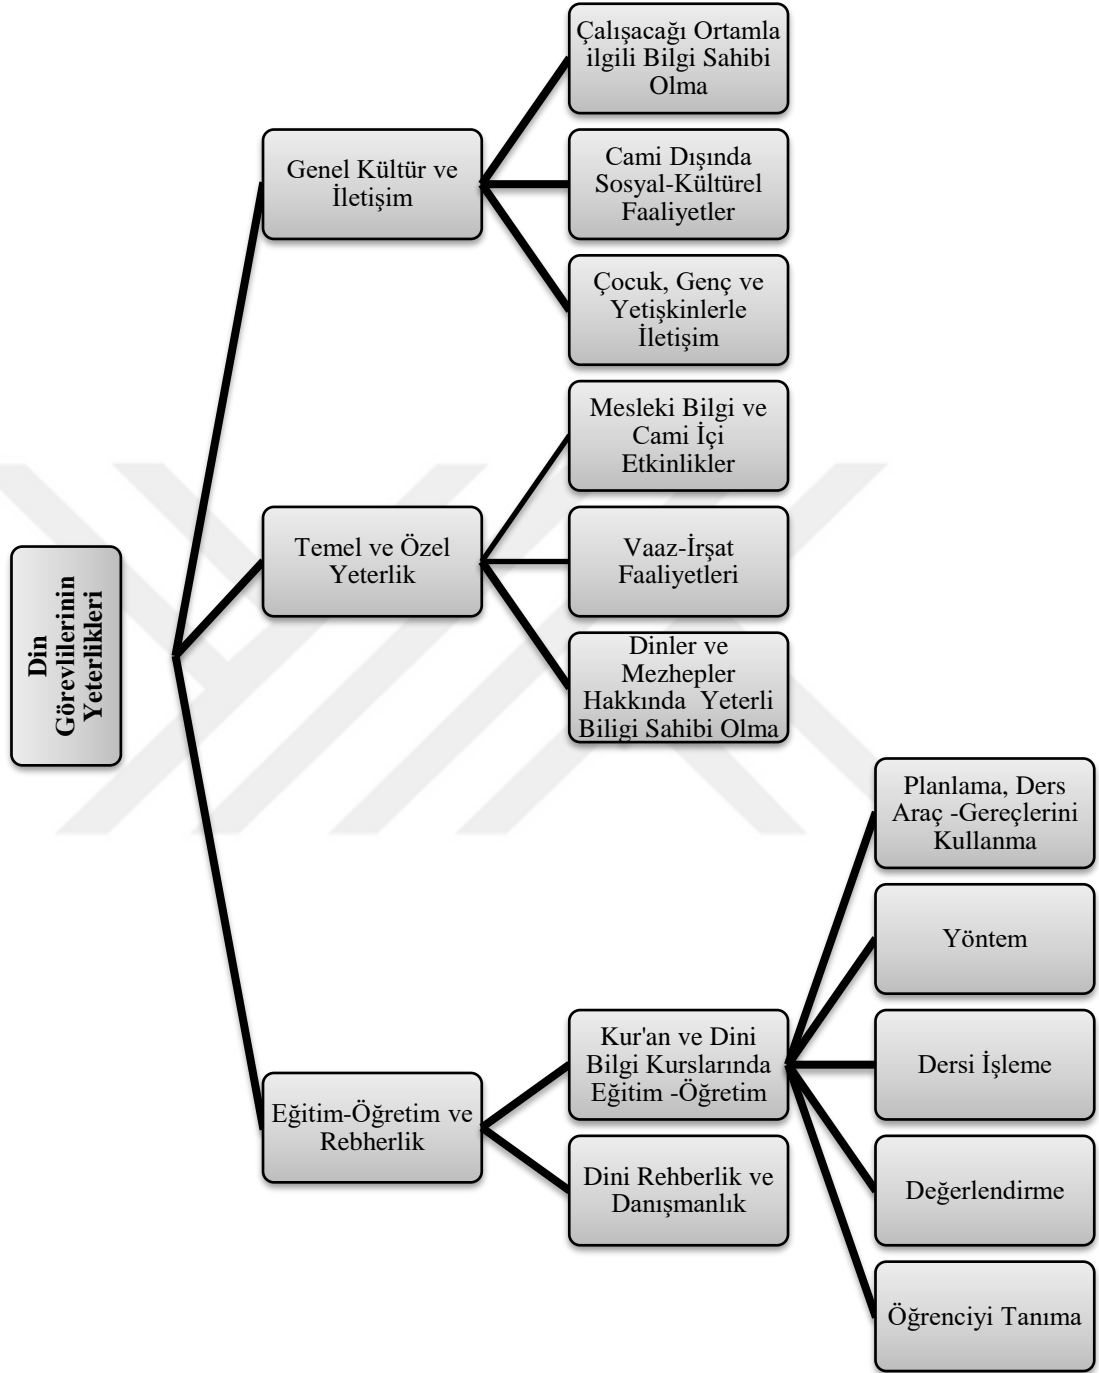 Din
Görevlilerinin
Yeterlikleri
Genel Kültür ve
İletişim
Çalışacağı Ortamla
ilgili Bilgi Sahibi
Olma
Cami Dışında
Sosyal-Kültürel
Faaliyetler
Çocuk, Genç ve
Yetişkinlerle
İletişim
Temel ve Özel
Yeterlik
Mesleki Bilgi ve
Cami İçi
Etkinlikler
Vaaz-İrşat
Faaliyetleri
Dinler ve
Mezhepler
Hakkında Yeterli
Biligi Sahibi Olma
Eğitim-Öğretim ve
Rebherlik
Kur'an ve Dini
Bilgi Kurslarında
Eğitim -Öğretim
Planlama, Ders
Araç -Gereçlerini
Kullanma
Yöntem
Dersi İşleme
Değerlendirme
Öğrenciyi Tanıma
Dini Rehberlik ve
Danışmanlık